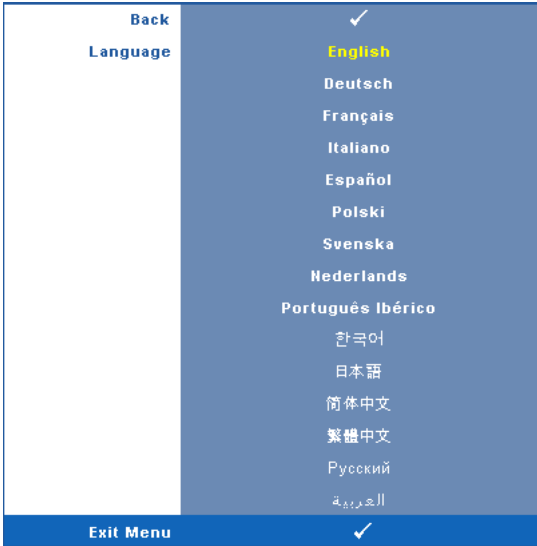 Back ✓
Language English
Deutsch
Français
Italiano
Español
Polski
Svenska
Nederlands
Português Ibérico
한국어
日本語
简体中文
繁體中文
Русский
العربية
Exit Menu ✓